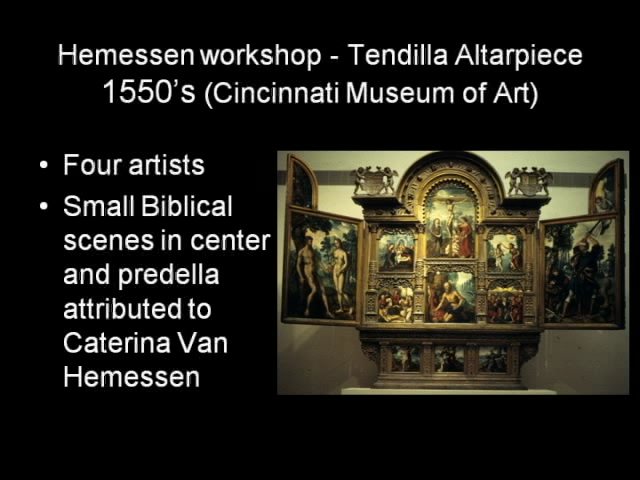 Hemessen workshop - Tendilla Altarpiece
1550’s (Cincinnati Museum of Art)
• Four artists
• Small Biblical
scenes in center
and predella
attributed to
Caterina Van
Hemessen